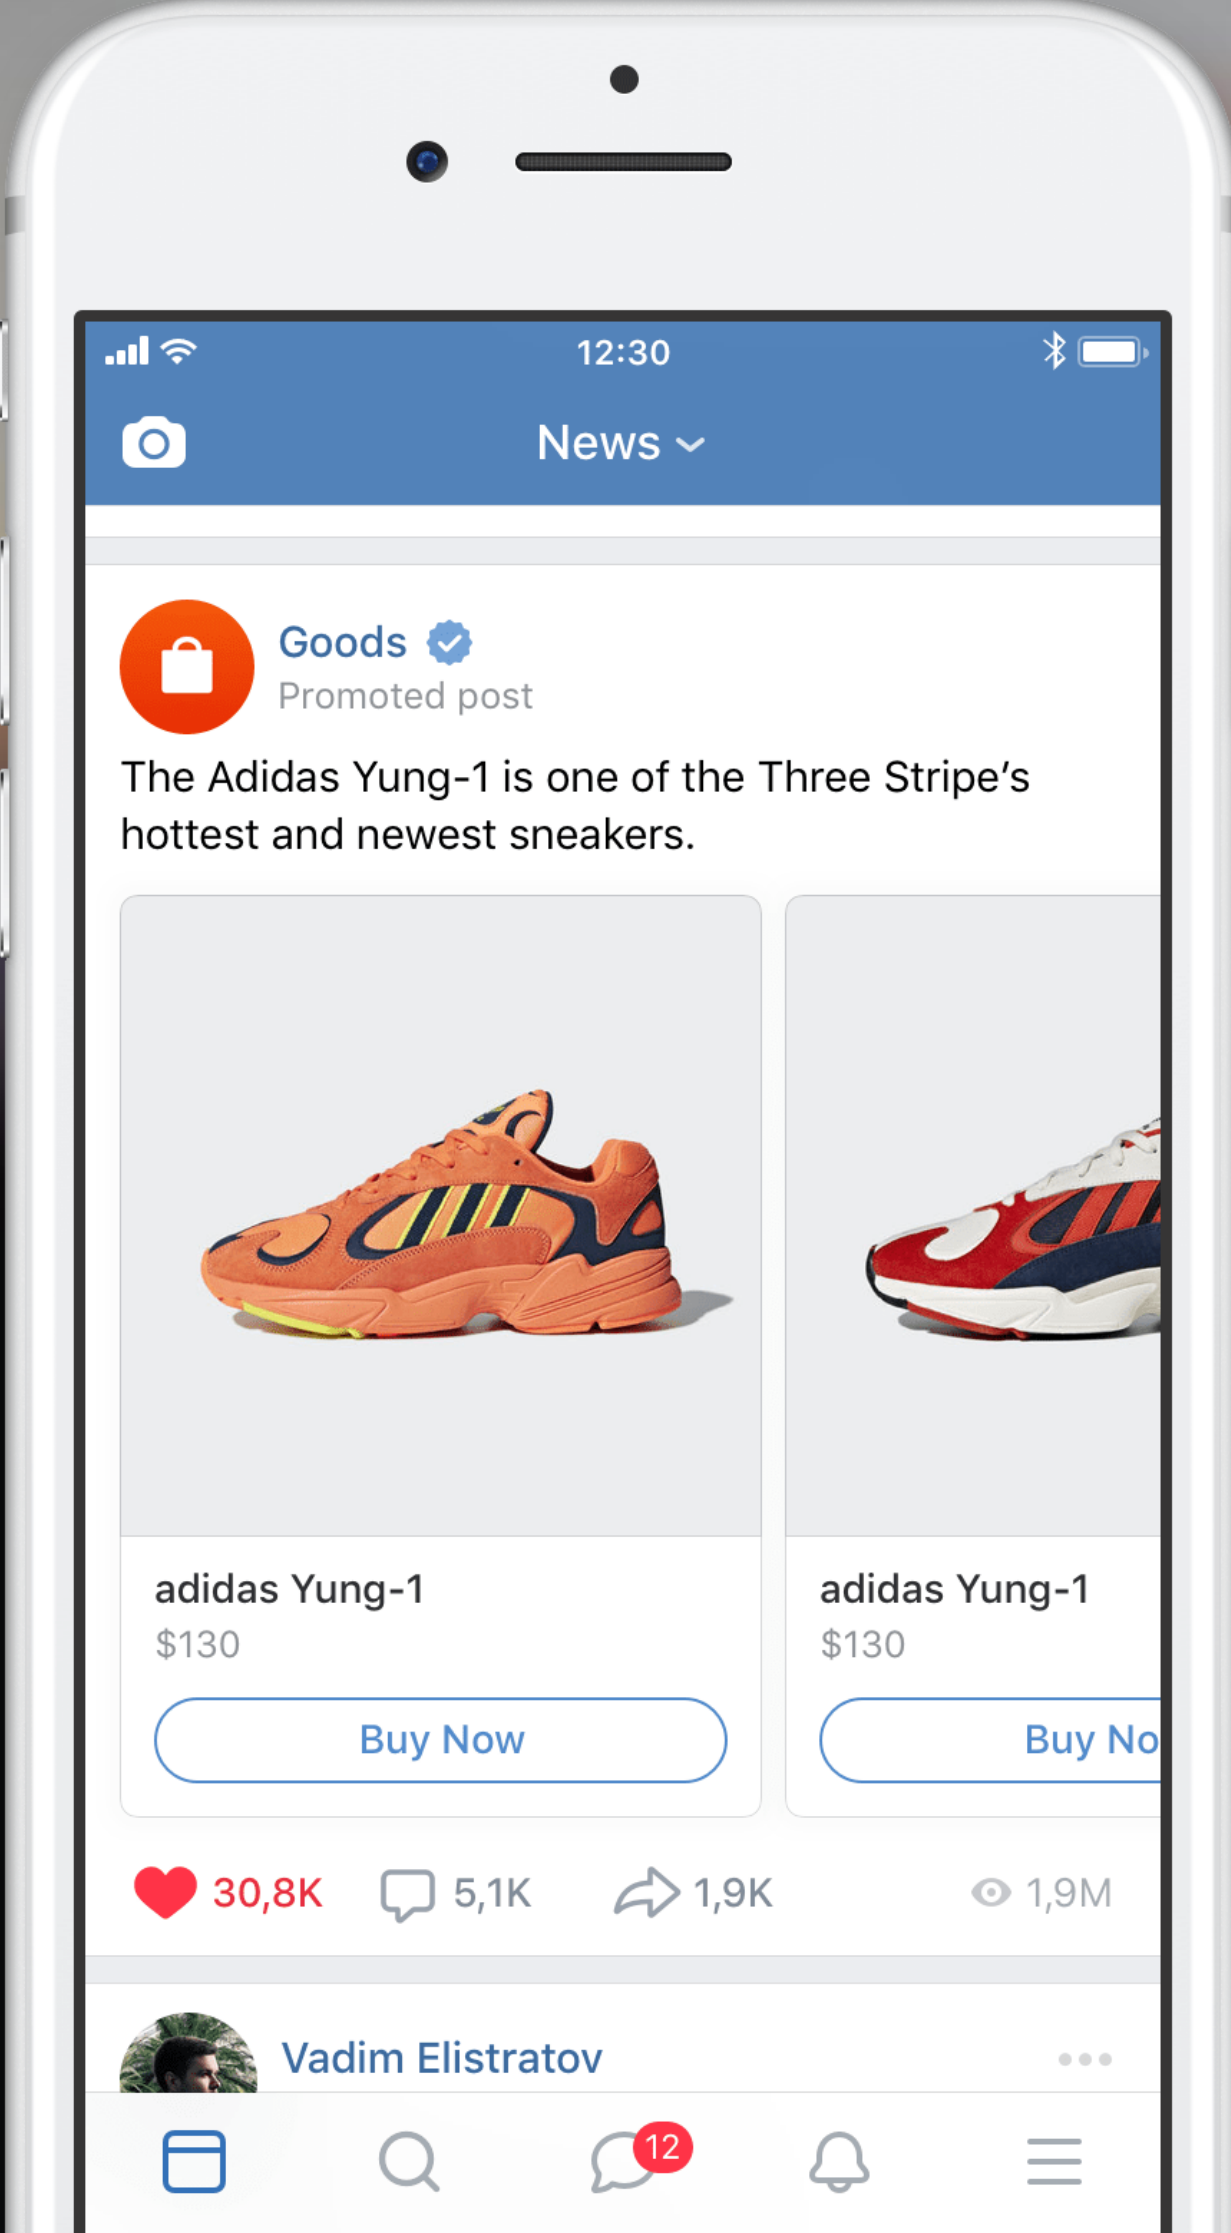 12:30
News
Goods
Promoted post
The Adidas Yung-1 is one of the Three Stripe’s
hottest and newest sneakers.
adidas Yung-1
$130
Buy Now
adidas Yung-1
$130
Buy No
30,8K 5,1K 1,9K 1,9M
Vadim Elistratov
12